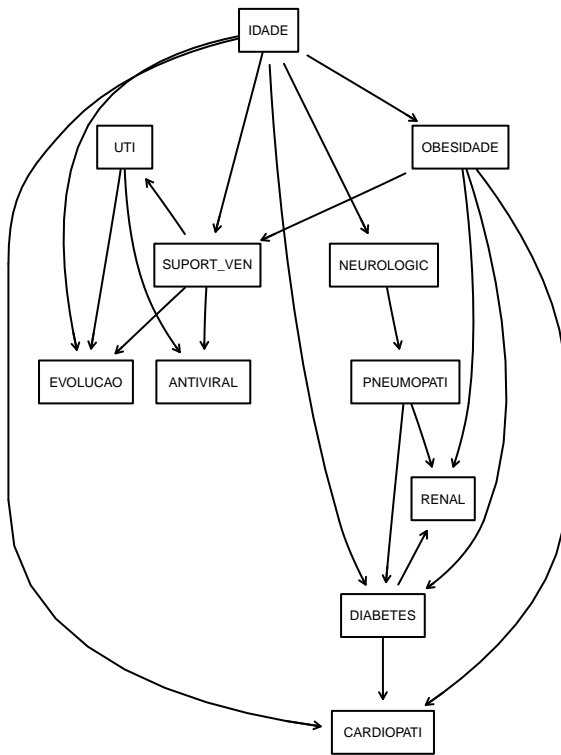 IDADE
UTI
OBESIDADE
SUPORT_VEN
NEUROLOGIC
EVOLUCAO
ANTIVIRAL
PNEUMOPATI
RENAL
DIABETES
CARDIOPATI